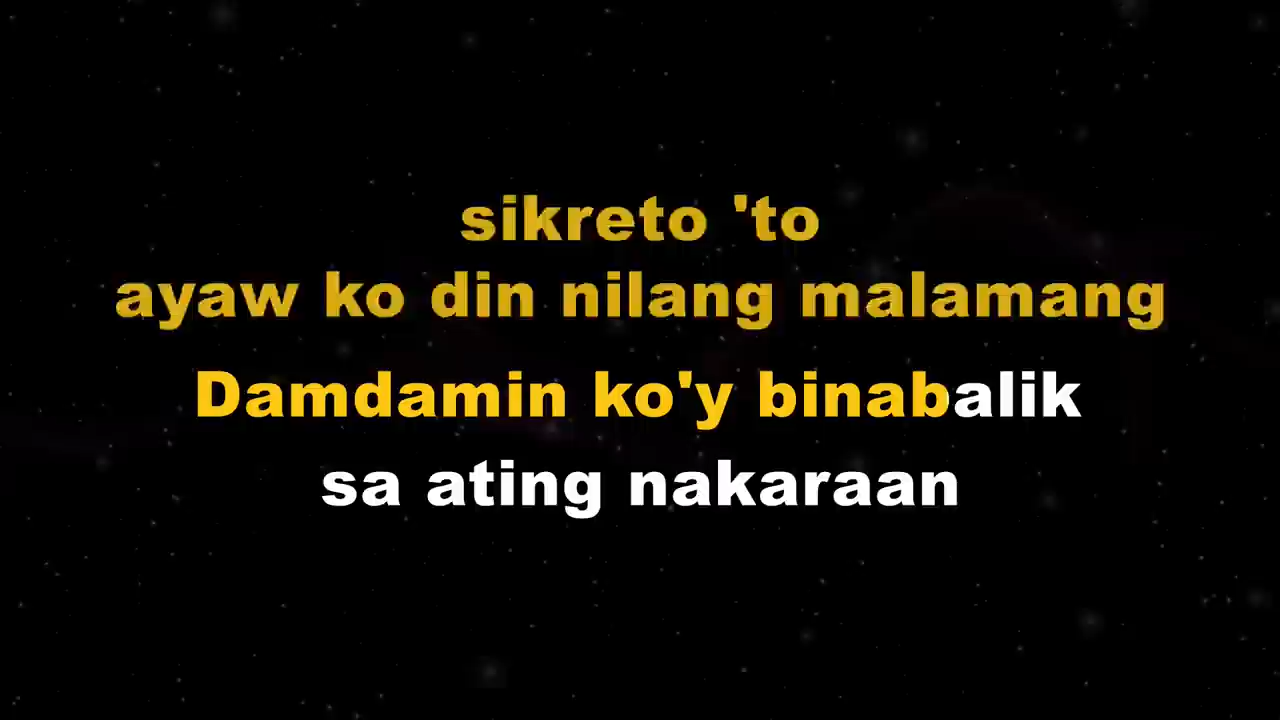 sikreto 'to
ayaw ko din nilang malamang
Damdamin ko'y binabalik
sa ating nakaraan